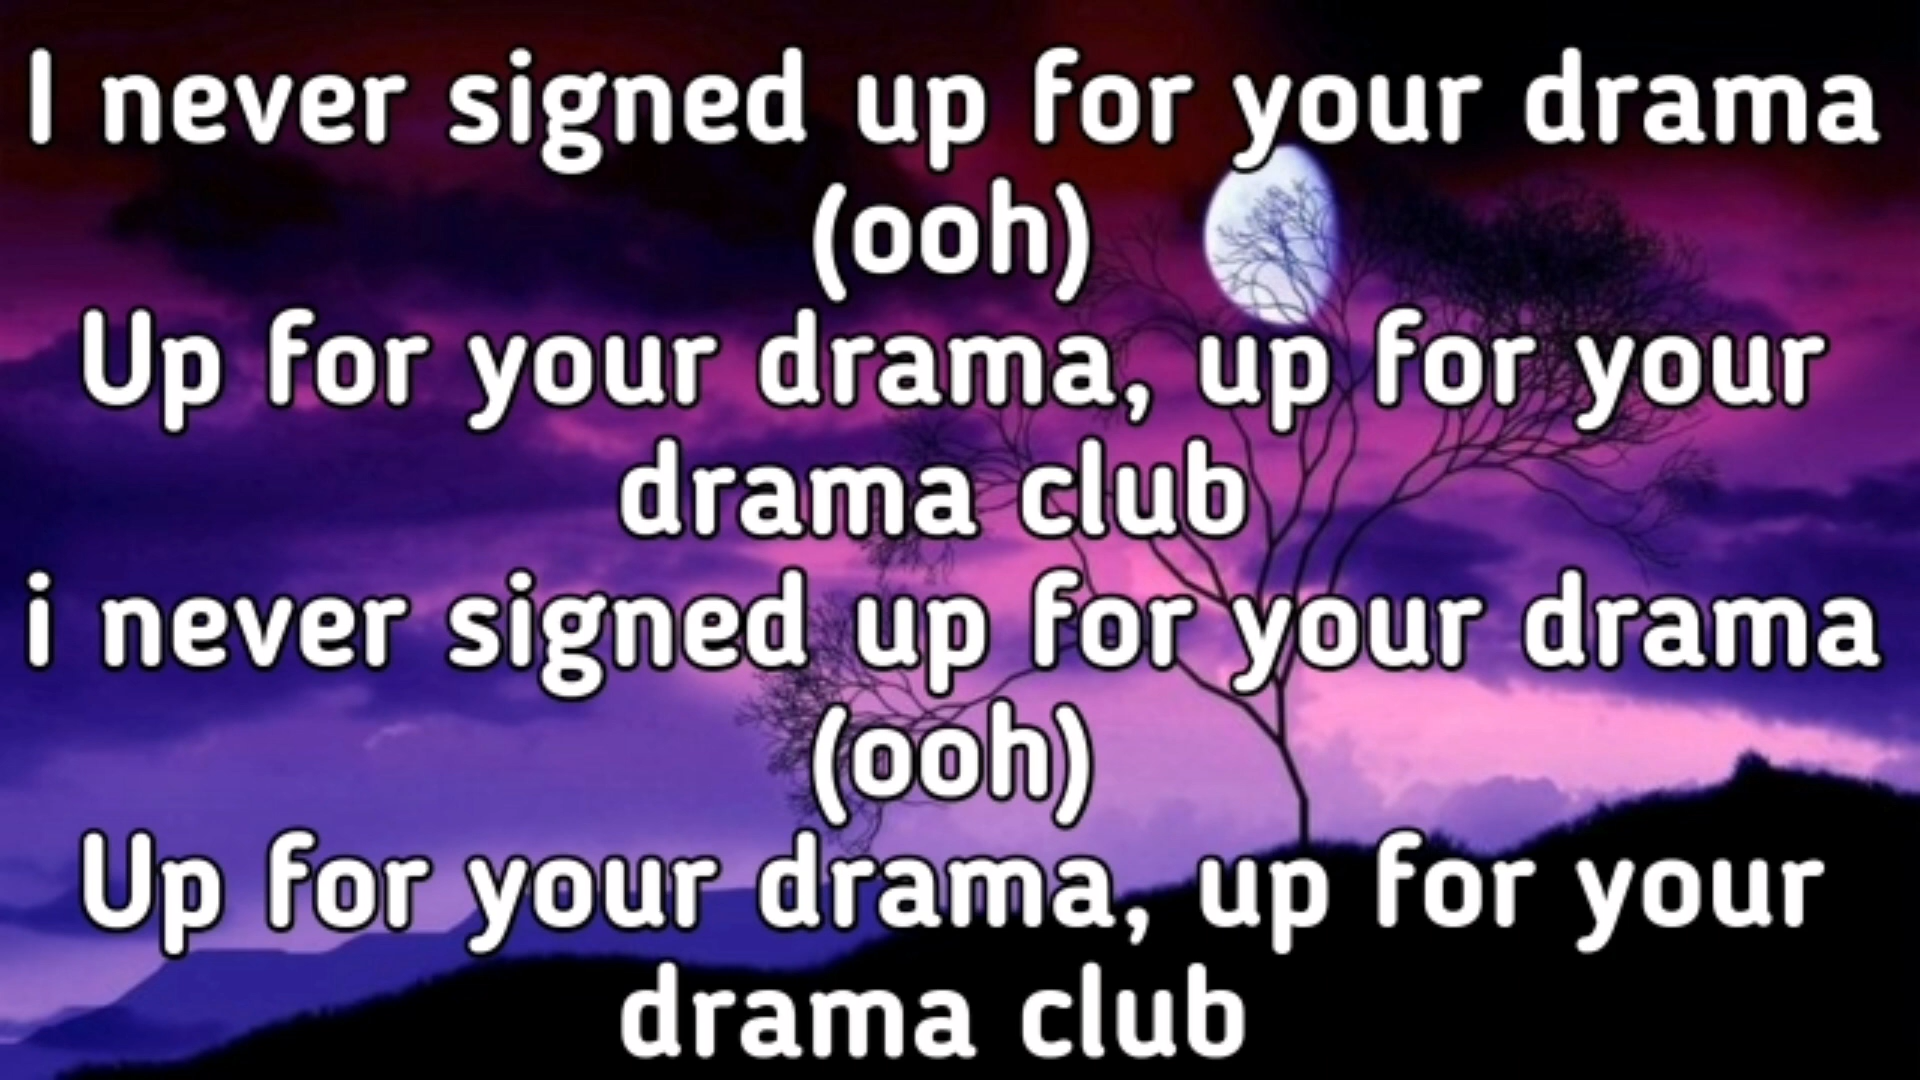 I never signed up for your drama
(ooh)
Up for your drama, up for your
drama club
i never signed up for your drama
(ooh)
Up for your drama, up for your
drama club